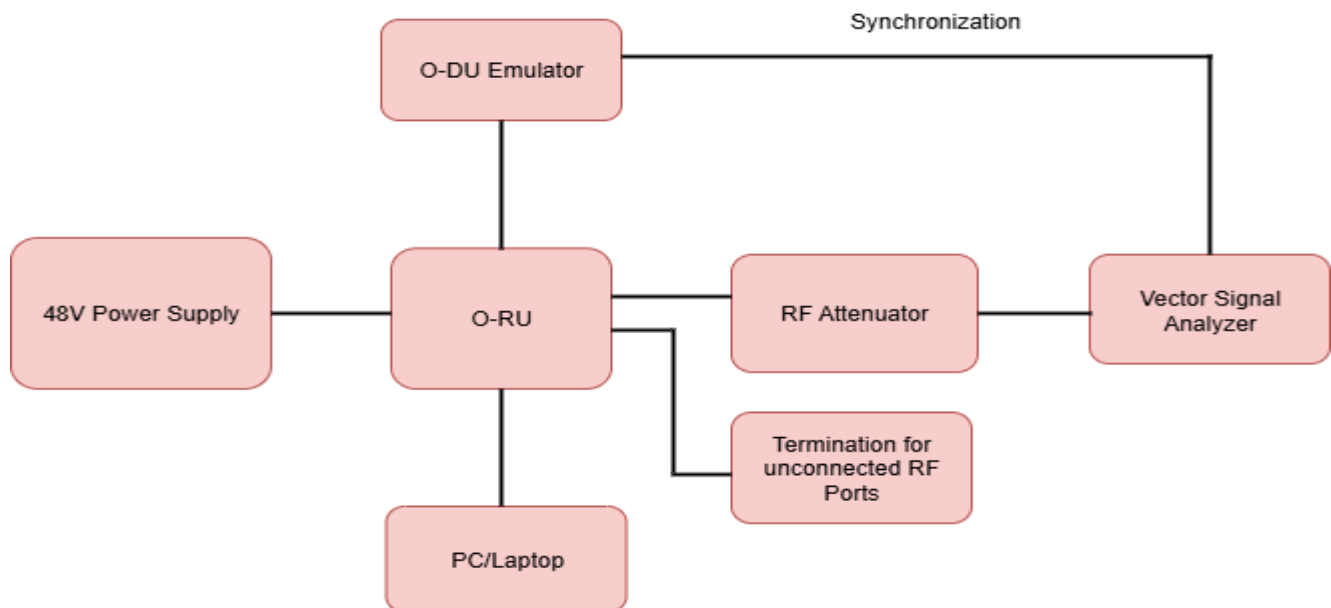 Synchronization
O-DU Emulator
48V Power Supply
O-RU
RF Attenuator
Vector Signal
Analyzer
Termination for
unconnected RF
Ports
PC/Laptop